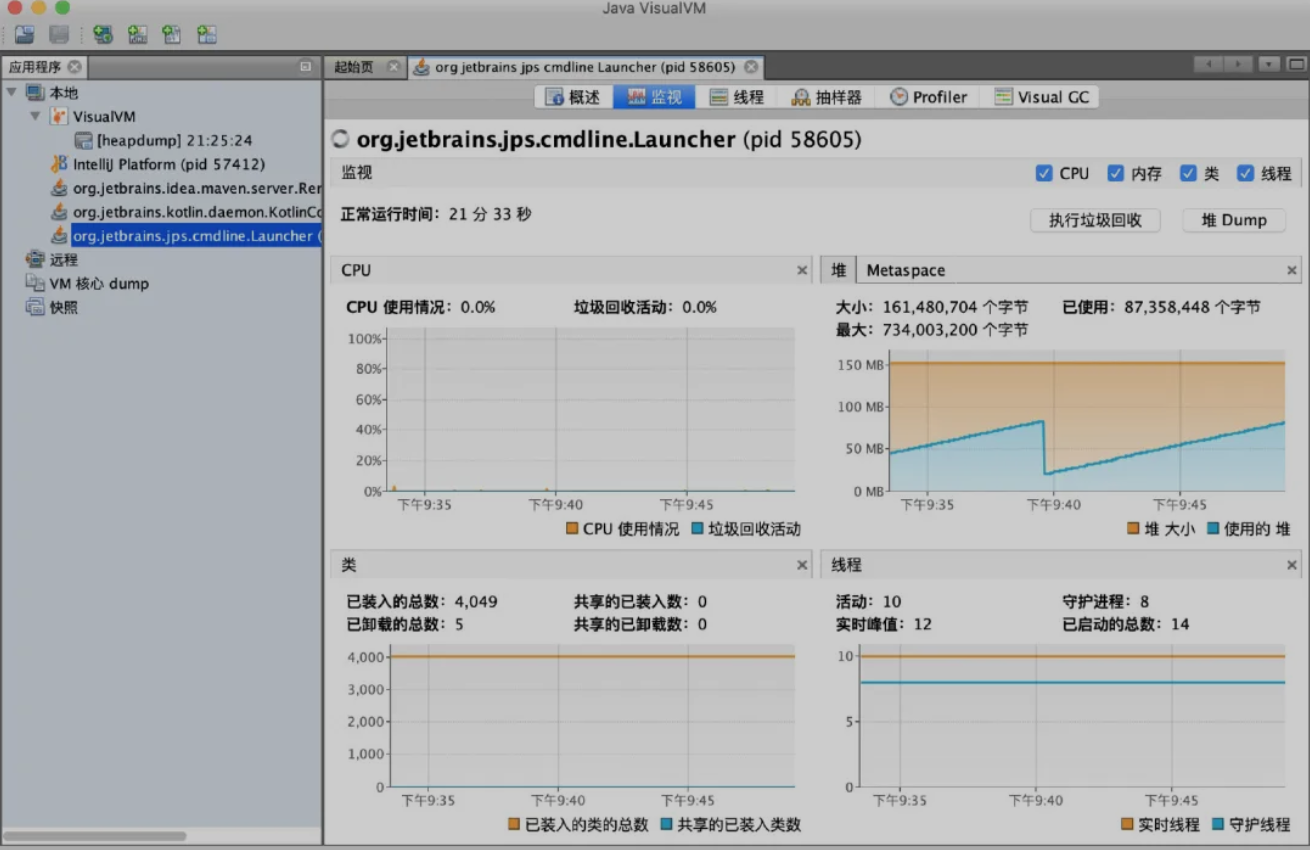 Java VisualVM
应用程序
起始页
org jetbrains jps cmdline Launcher (pid 58605)
本地
VisualVM
[heapdump] 21:25:24
IntelliJ Platform (pid 57412)
org.jetbrains.idea.maven.server.Rer
org.jetbrains.kotlin.daemon.KotlinCo
org.jetbrains.jps.cmdline.Launcher (
远程
VM 核心 dump
快照
概述
监视
线程
抽样器
Profiler
Visual GC
org.jetbrains.jps.cmdline.Launcher (pid 58605)
监视
CPU
内存
类
线程
正常运行时间: 21 分 33 秒
执行垃圾回收
堆 Dump
CPU
CPU 使用情况: 0.0%
垃圾回收活动: 0.0%
100%
80%
60%
40%
20%
0%
下午9:35
下午9:40
下午9:45
CPU 使用情况
垃圾回收活动
堆
Metaspace
大小: 161,480,704 个字节
已使用: 87,358,448 个字节
最大: 734,003,200 个字节
150 MB
100 MB
50 MB
0 MB
下午9:35
下午9:40
下午9:45
堆 大小
使用的 堆
类
已装入的总数: 4,049
共享的已装入数: 0
已卸载的总数: 5
共享的已卸载数: 0
4,000
3,000
2,000
1,000
0
下午9:35
下午9:40
下午9:45
已装入的类的总数
共享的已装入类数
线程
活动: 10
守护进程: 8
实时峰值: 12
已启动的总数: 14
10
5
0
下午9:35
下午9:40
下午9:45
实时线程
守护线程